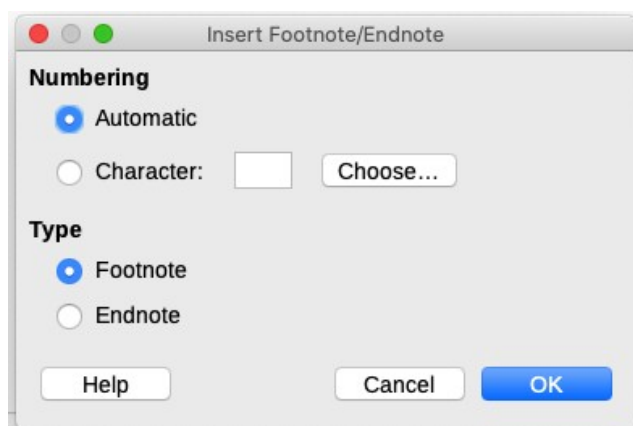 Insert Footnote/Endnote
Numbering
Automatic
Character: Choose...
Type
Footnote
Endnote
Help Cancel OK